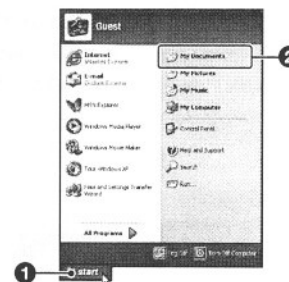 Guest
Internet
E-mail
MSN Explorer
Windows Media Player
Windows Movie Maker
Tour Windows XP
Files and Settings Transfer
Wizard
All Programs
My Documents
My Pictures
My Music
My Computer
Control Panel
Help and Support
Search
Run...
Log Off
Turn Off Computer
start
1
2